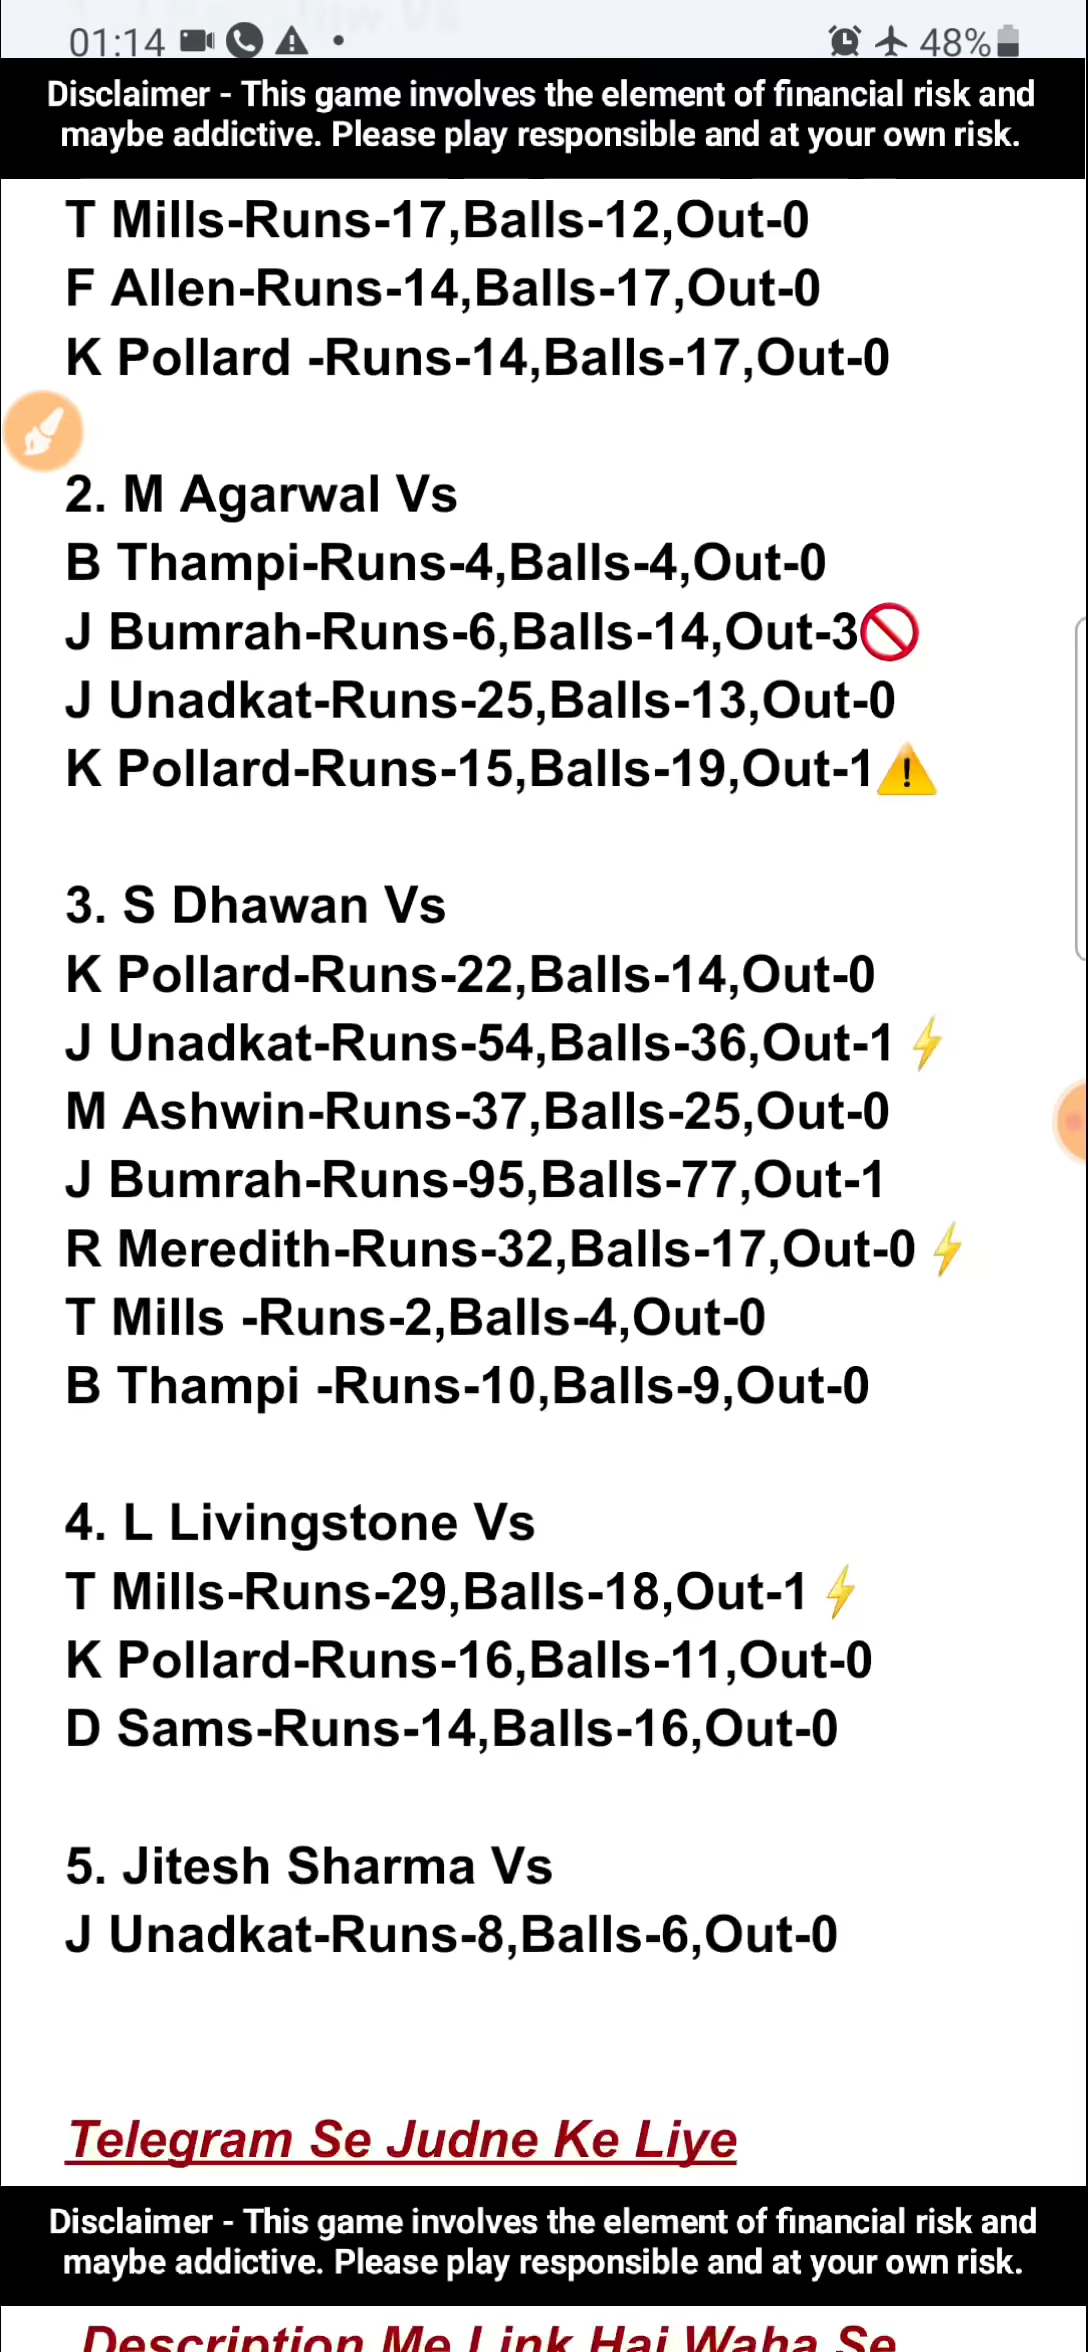 01:14 48%
Disclaimer - This game involves the element of financial risk and
maybe addictive. Please play responsible and at your own risk.
T Mills-Runs-17,Balls-12,Out-0
F Allen-Runs-14,Balls-17,Out-0
K Pollard -Runs-14,Balls-17,Out-0
2. M Agarwal Vs
B Thampi-Runs-4,Balls-4,Out-0
J Bumrah-Runs-6,Balls-14,Out-3🚫
J Unadkat-Runs-25,Balls-13,Out-0
K Pollard-Runs-15,Balls-19,Out-1⚠️
3. S Dhawan Vs
K Pollard-Runs-22,Balls-14,Out-0
J Unadkat-Runs-54,Balls-36,Out-1 ⚡
M Ashwin-Runs-37,Balls-25,Out-0
J Bumrah-Runs-95,Balls-77,Out-1
R Meredith-Runs-32,Balls-17,Out-0 ⚡
T Mills -Runs-2,Balls-4,Out-0
B Thampi -Runs-10,Balls-9,Out-0
4. L Livingstone Vs
T Mills-Runs-29,Balls-18,Out-1 ⚡
K Pollard-Runs-16,Balls-11,Out-0
D Sams-Runs-14,Balls-16,Out-0
5. Jitesh Sharma Vs
J Unadkat-Runs-8,Balls-6,Out-0
Telegram Se Judne Ke Liye
Disclaimer - This game involves the element of financial risk and
maybe addictive. Please play responsible and at your own risk.
Description Me Link Hai Waha Se